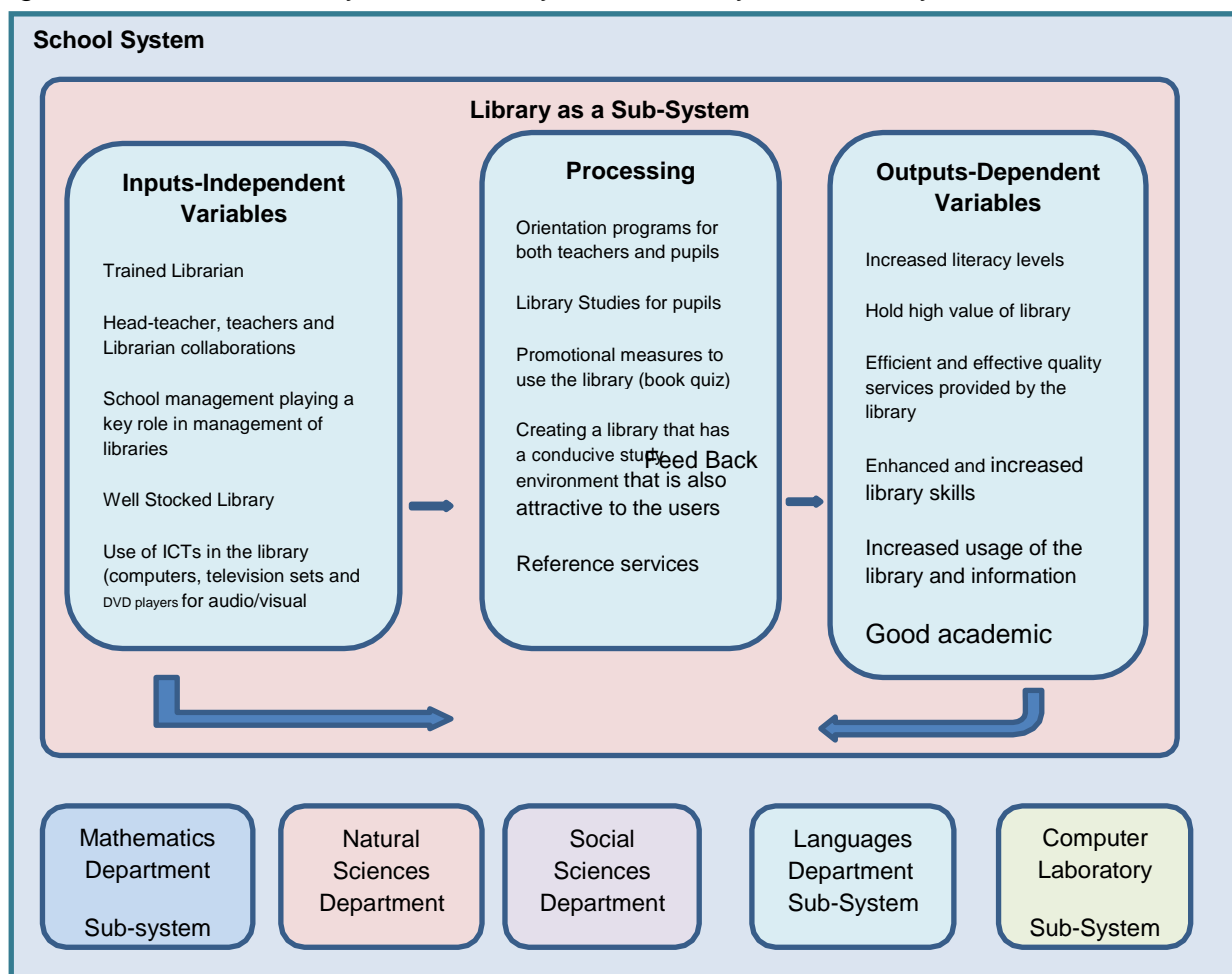 School System
Library as a Sub-System
Inputs-Independent
Variables
Trained Librarian
Head-teacher, teachers and
Librarian collaborations
School management playing a
key role in management of
libraries
Well Stocked Library
Use of ICTs in the library
(computers, television sets and
DVD players for audio/visual
Processing
Orientation programs for
both teachers and pupils
Library Studies for pupils
Promotional measures to
use the library (book quiz)
Creating a library that has
a conducive study
Feed Back
environment that is also
attractive to the users
Reference services
Outputs-Dependent
Variables
Increased literacy levels
Hold high value of library
Efficient and effective quality
services provided by the
library
Enhanced and increased
library skills
Increased usage of the
library and information
Good academic
Mathematics
Department
Sub-system
Natural
Sciences
Department
Social
Sciences
Department
Languages
Department
Sub-System
Computer
Laboratory
Sub-System